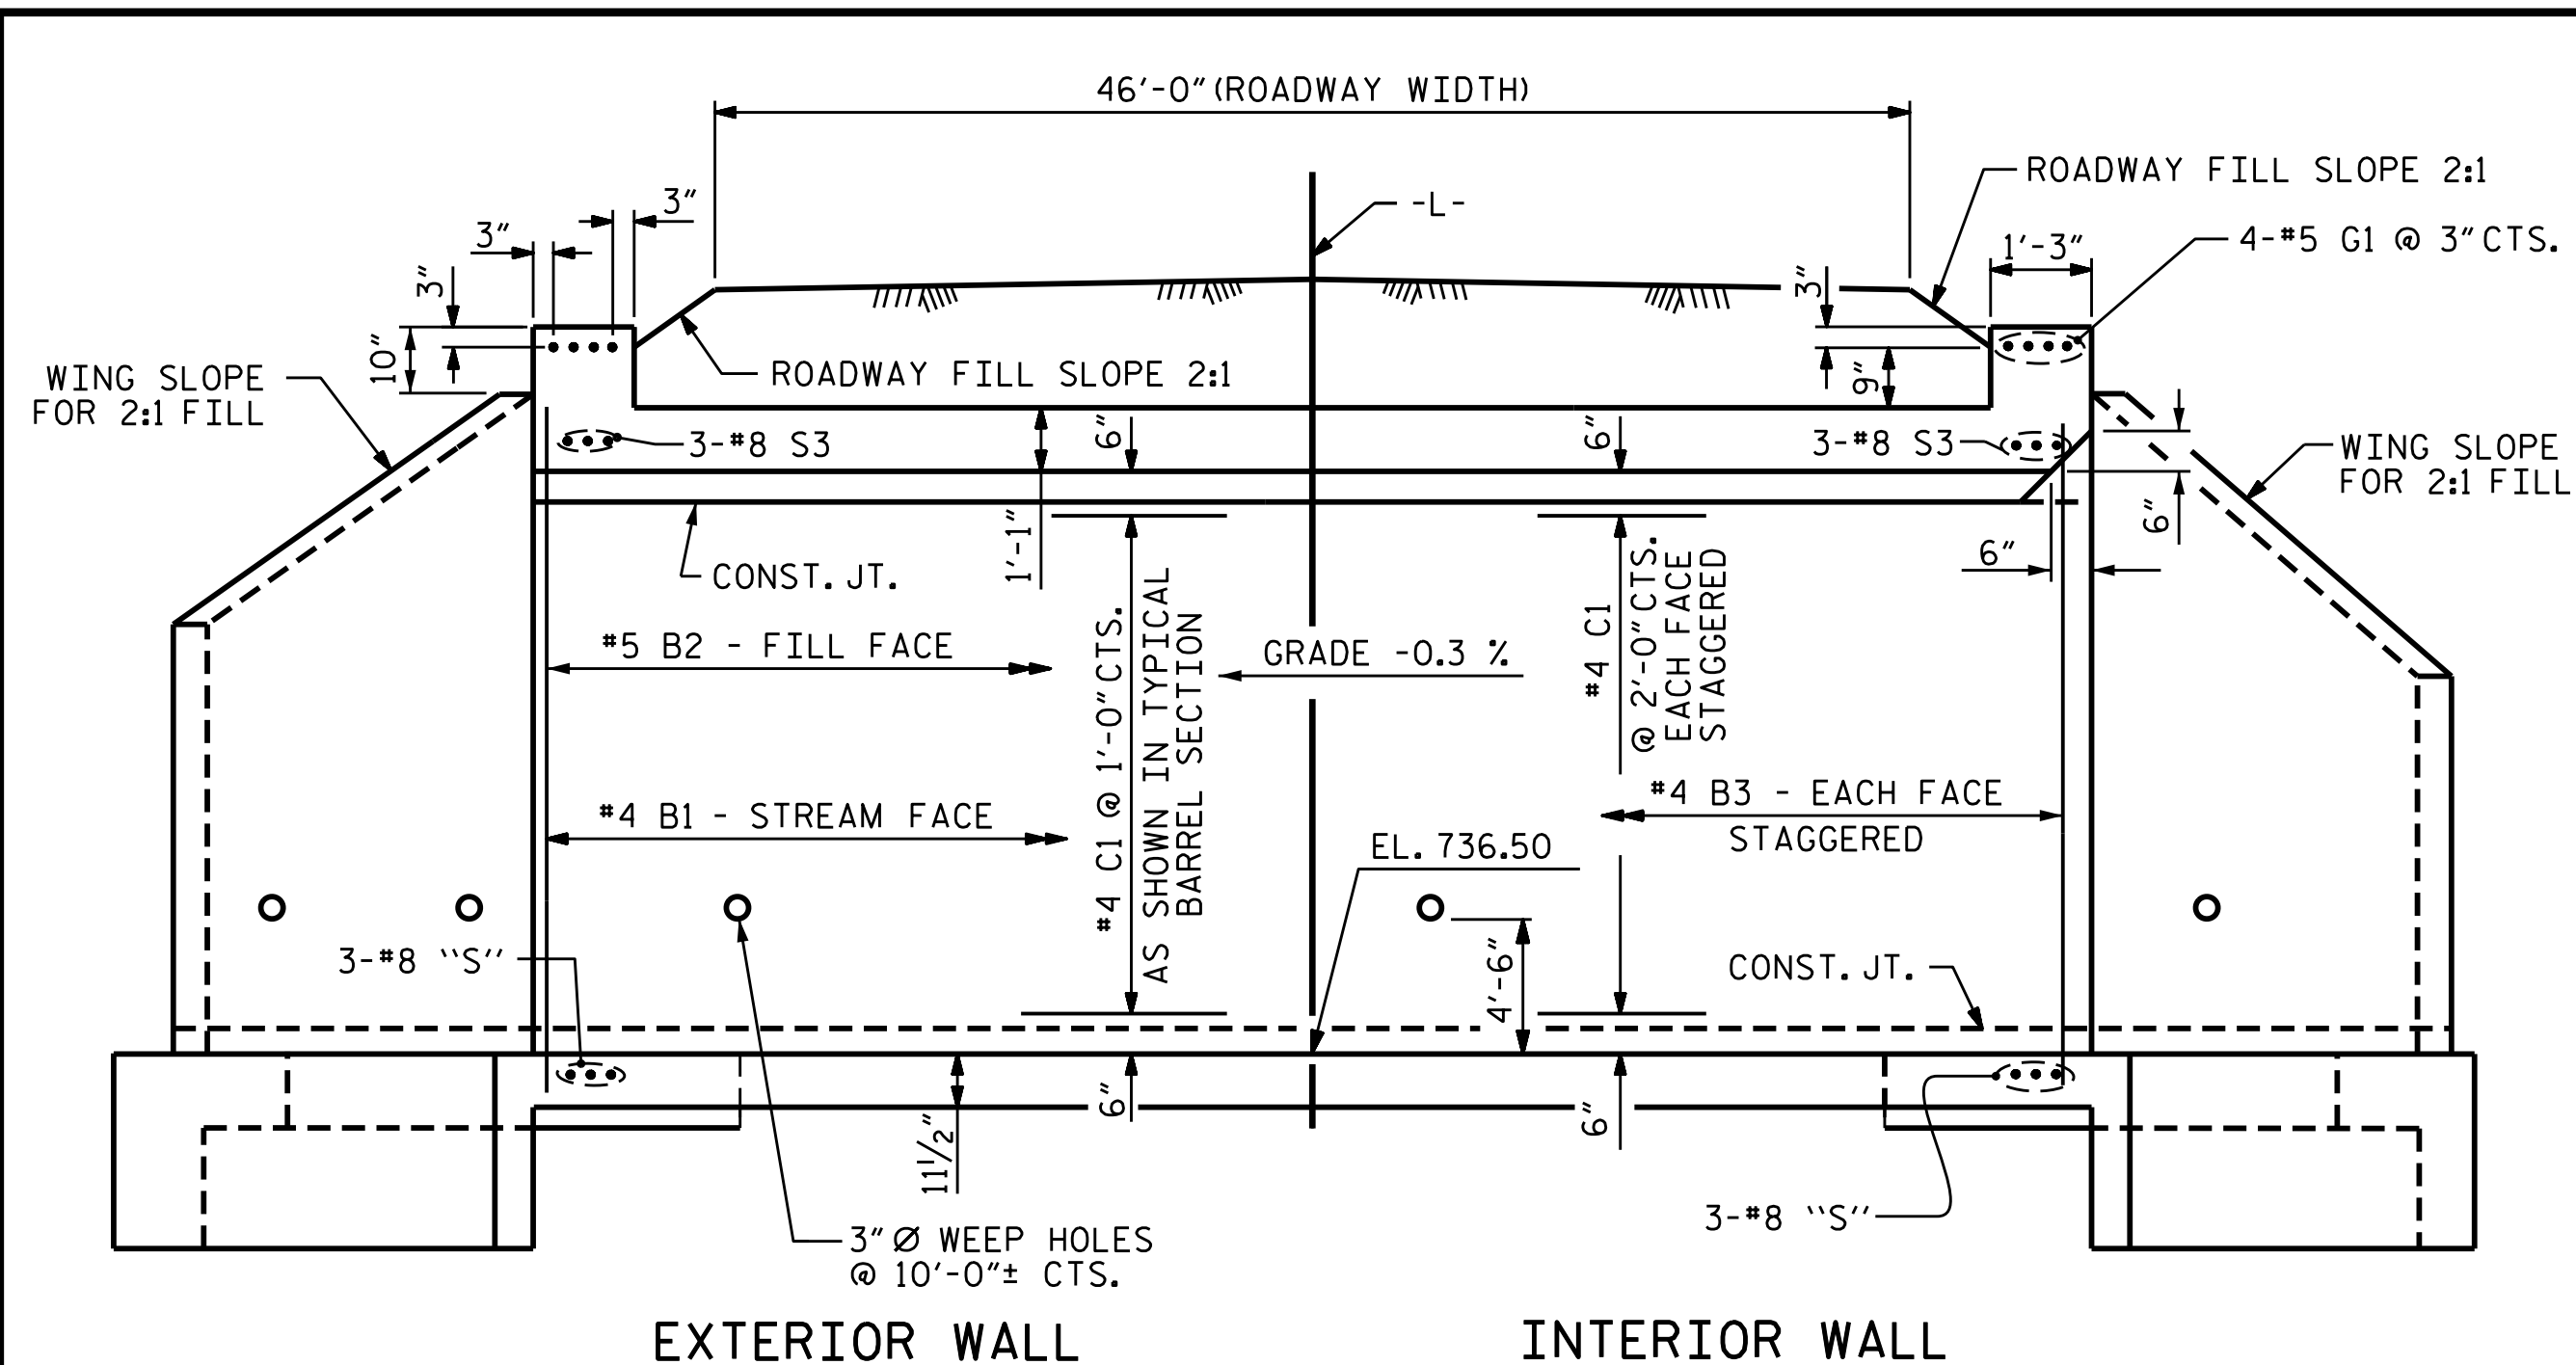 46'-0" (ROADWAY WIDTH)
ROADWAY FILL SLOPE 2:1
-L-
3"
3"
3"
10"
1'-3"
4-#5 G1 @ 3" CTS.
3"
9"
WING SLOPE
FOR 2:1 FILL
ROADWAY FILL SLOPE 2:1
3-#8 S3
6"
6"
3-#8 S3
WING SLOPE
FOR 2:1 FILL
6"
6"
1'-1"
CONST. JT.
#5 B2 - FILL FACE
#4 C1 @ 1'-0" CTS.
AS SHOWN IN TYPICAL
BARREL SECTION
GRADE -0.3 %
#4 C1
@ 2'-0" CTS.
EACH FACE
STAGGERED
#4 B1 - STREAM FACE
#4 B3 - EACH FACE
STAGGERED
EL. 736.50
3-#8 "S"
4'-6"
CONST. JT.
11 1/2"
6"
6"
3-#8 "S"
3" Ø WEEP HOLES
@ 10'-0"± CTS.
EXTERIOR WALL
INTERIOR WALL